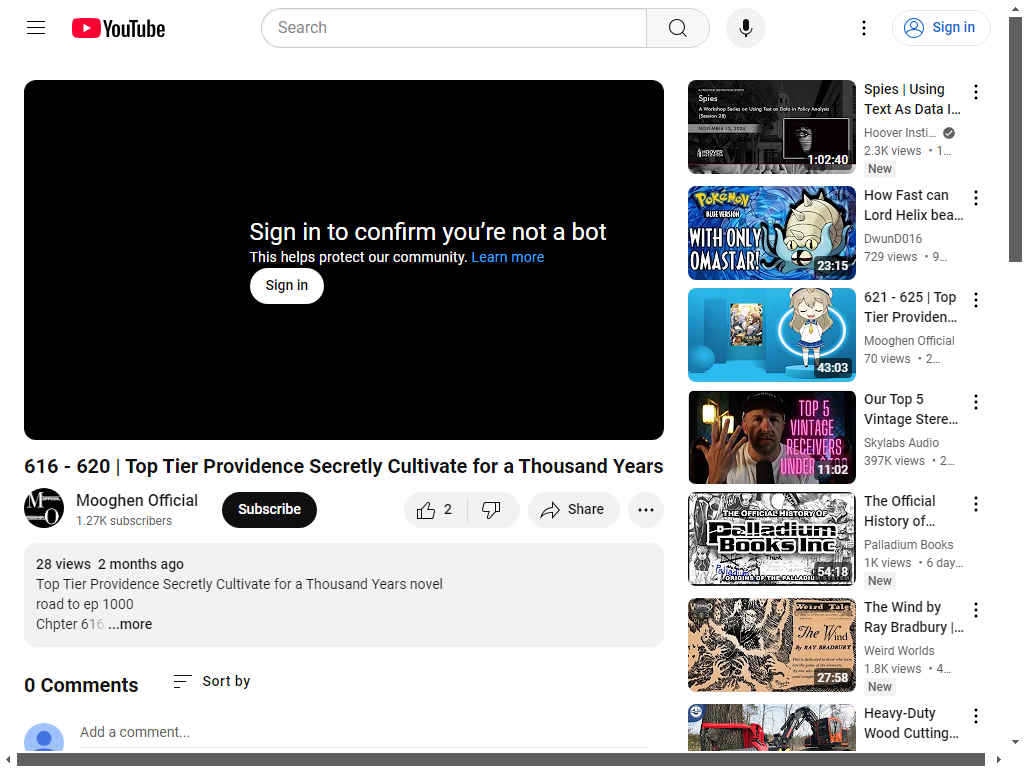 YouTube
Search
Sign in
Sign in to confirm you’re not a bot
This helps protect our community. Learn more
Sign in
616 - 620 | Top Tier Providence Secretly Cultivate for a Thousand Years
Mooghen Official
1.27K subscribers
Subscribe
2
Share
28 views 2 months ago
Top Tier Providence Secretly Cultivate for a Thousand Years novel
road to ep 1000
Chpter 616 ...more
0 Comments
Sort by
Add a comment...
Spies
A Workshop Series on Using Text as Data in Policy Analysis
(Session 28)
NOVEMBER 12, 2024
HOOVER
1:02:40
Spies | Using
Text As Data I...
Hoover Insti...
2.3K views • 1...
New
POKéMON
BLUE VERSION
WITH ONLY
OMASTAR!
23:15
How Fast can
Lord Helix bea...
DwunD016
729 views • 9...
43:03
621 - 625 | Top
Tier Providen...
Mooghen Official
70 views • 2...
TOP 5
VINTAGE
RECEIVERS
UNDER
11:02
Our Top 5
Vintage Stere...
Skylabs Audio
397K views • 2...
THE OFFICIAL HISTORY OF
Palladium
Books Inc
ORIGINS OF THE PALLADIUM
54:18
The Official
History of...
Palladium Books
1K views • 6 day...
New
Weird Tales
The Wind
By RAY BRADBURY
27:58
The Wind by
Ray Bradbury |...
Weird Worlds
1.8K views • 4...
New
Heavy-Duty
Wood Cutting...